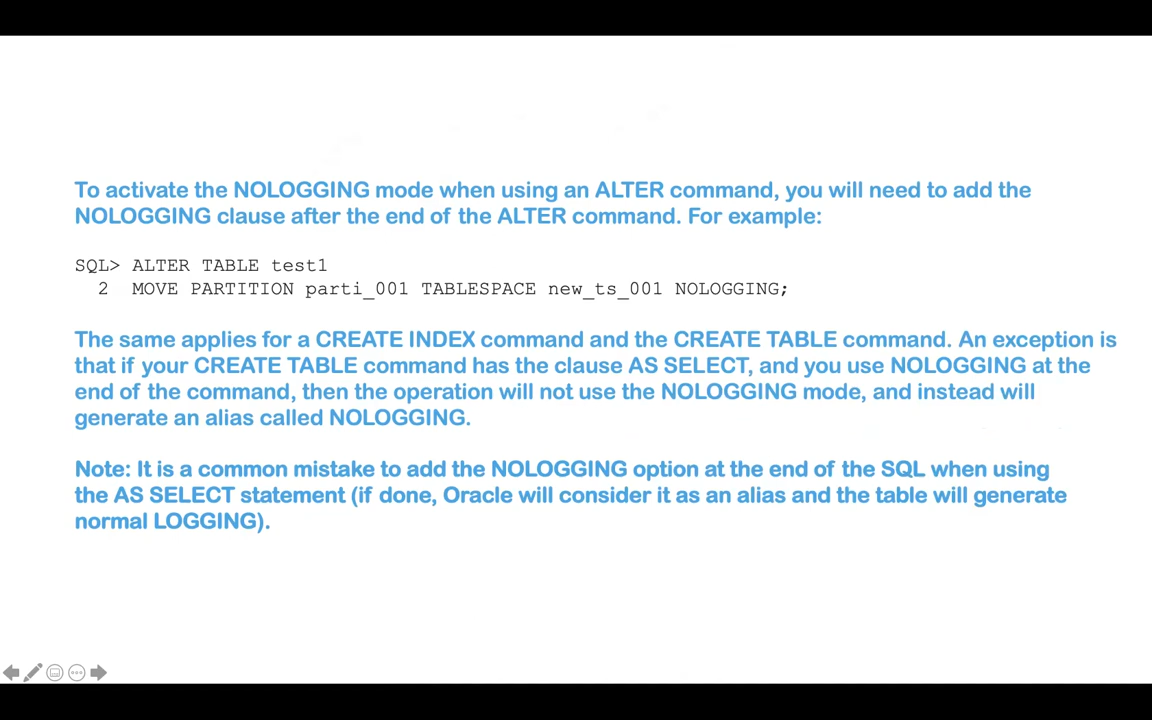 To activate the NOLOGGING mode when using an ALTER command, you will need to add the
NOLOGGING clause after the end of the ALTER command. For example:
SQL> ALTER TABLE test1
2 MOVE PARTITION parti_001 TABLESPACE new_ts_001 NOLOGGING;
The same applies for a CREATE INDEX command and the CREATE TABLE command. An exception is
that if your CREATE TABLE command has the clause AS SELECT, and you use NOLOGGING at the
end of the command, then the operation will not use the NOLOGGING mode, and instead will
generate an alias called NOLOGGING.
Note: It is a common mistake to add the NOLOGGING option at the end of the SQL when using
the AS SELECT statement (if done, Oracle will consider it as an alias and the table will generate
normal LOGGING).